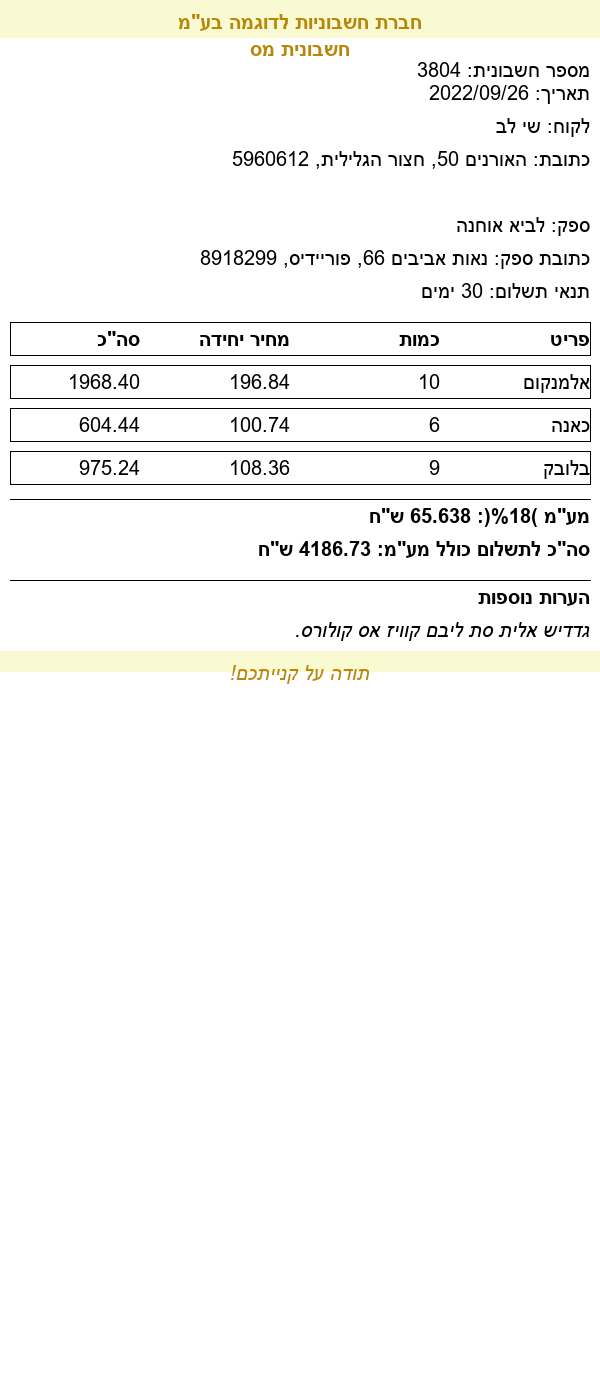 חברת חשבוניות לדוגמה בע"מ
חשבונית מס
מספר חשבונית: 3804
תאריך: 2022/09/26
לקוח: שי לב
כתובת: האורנים 50, חצור הגלילית, 5960612
ספק: לביא אוחנה
כתובת ספק: נאות אביבים 66, פוריידיס, 8918299
תנאי תשלום: 30 ימים
פריט כמות מחיר יחידה סה"כ
אלמנקום 10 196.84 1968.40
כאנה 6 100.74 604.44
בלובק 9 108.36 975.24
מע"מ )18%(: 65.638 ש"ח
סה"כ לתשלום כולל מע"מ: 4186.73 ש"ח
הערות נוספות
גדדיש אלית סת ליבם קוויז אס קולורס.
תודה על קנייתכם!